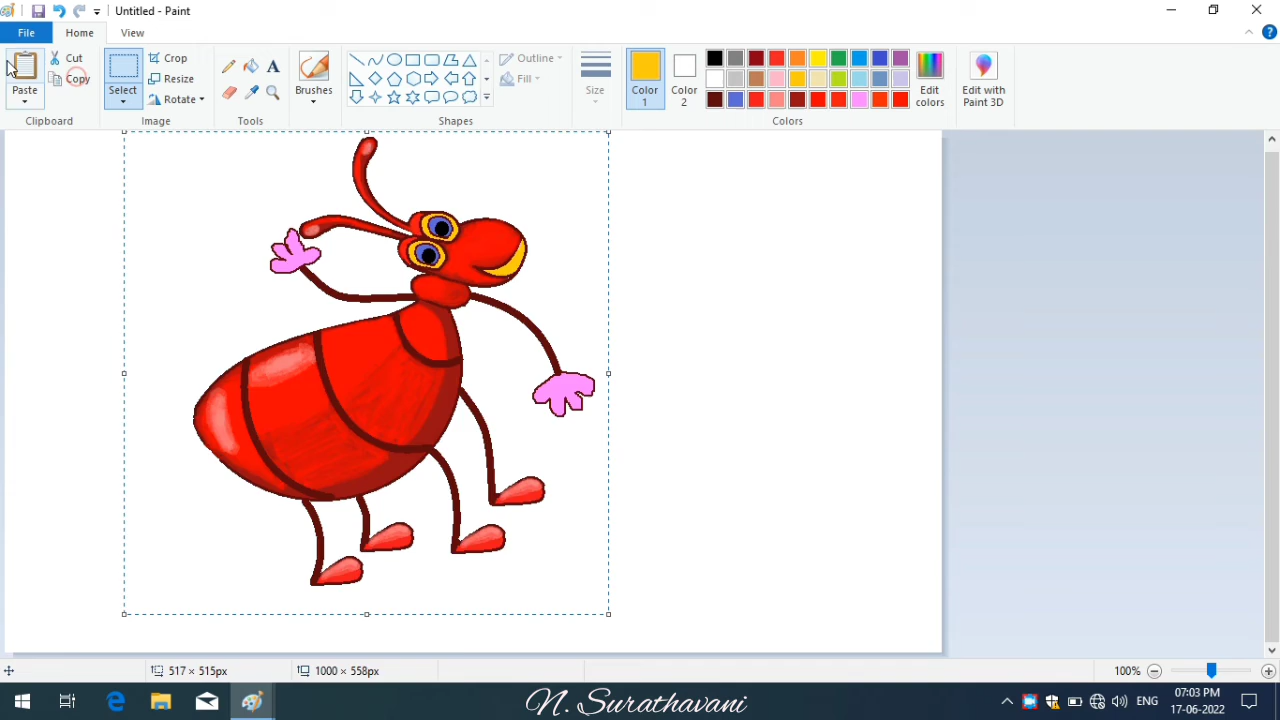 Untitled - Paint
File Home View
Paste Cut Copy Clipboard
Select Crop Resize Rotate Image
A Tools
Brushes
Outline Fill Shapes
Size
Color 1 Color 2 Edit colors Colors
Edit with Paint 3D
517 × 515px 1000 × 558px 100%
N. Surathavani
ENG 07:03 PM
17-06-2022